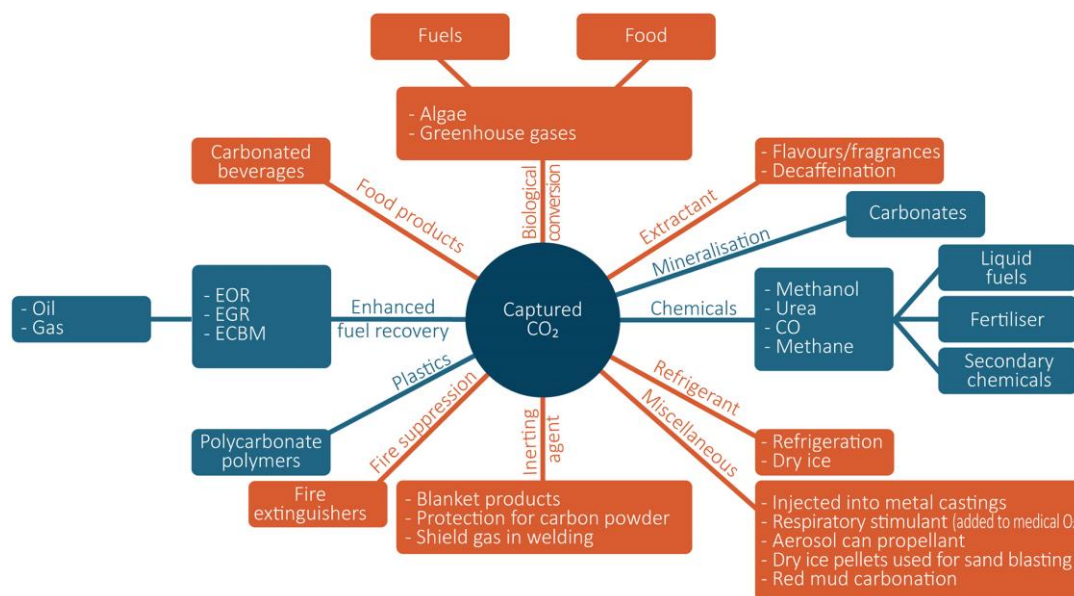 Fuels
Food
- Algae
- Greenhouse gases
Biological
conversion
Carbonated
beverages
Food products
- Flavours/fragrances
- Decaffeination
Extractant
Carbonates
Mineralisation
- Oil
- Gas
- EOR
- EGR
- ECBM
Enhanced
fuel recovery
Captured
CO₂
Chemicals
- Methanol
- Urea
- CO
- Methane
Liquid
fuels
Fertiliser
Secondary
chemicals
Plastics
Polycarbonate
polymers
Fire suppression
Fire
extinguishers
Inerting
agent
- Blanket products
- Protection for carbon powder
- Shield gas in welding
Refrigerant
- Refrigeration
- Dry ice
Miscellaneous
- Injected into metal castings
- Respiratory stimulant (added to medical O
- Aerosol can propellant
- Dry ice pellets used for sand blasting
- Red mud carbonation